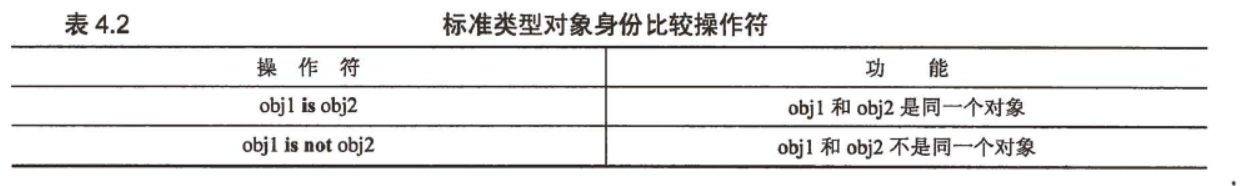 表 4.2 标准类型对象身份比较操作符
操 作 符 功 能
obj1 is obj2 obj1 和 obj2 是同一个对象
obj1 is not obj2 obj1 和 obj2 不是同一个对象